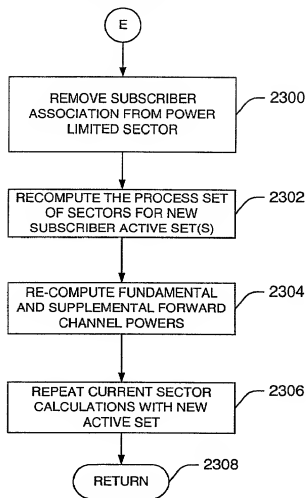 E
REMOVE SUBSCRIBER
ASSOCIATION FROM POWER
LIMITED SECTOR
2300
RECOMPUTE THE PROCESS SET
OF SECTORS FOR NEW
SUBSCRIBER ACTIVE SET(S)
2302
RE-COMPUTE FUNDAMENTAL
AND SUPPLEMENTAL FORWARD
CHANNEL POWERS
2304
REPEAT CURRENT SECTOR
CALCULATIONS WITH NEW
ACTIVE SET
2306
RETURN
2308